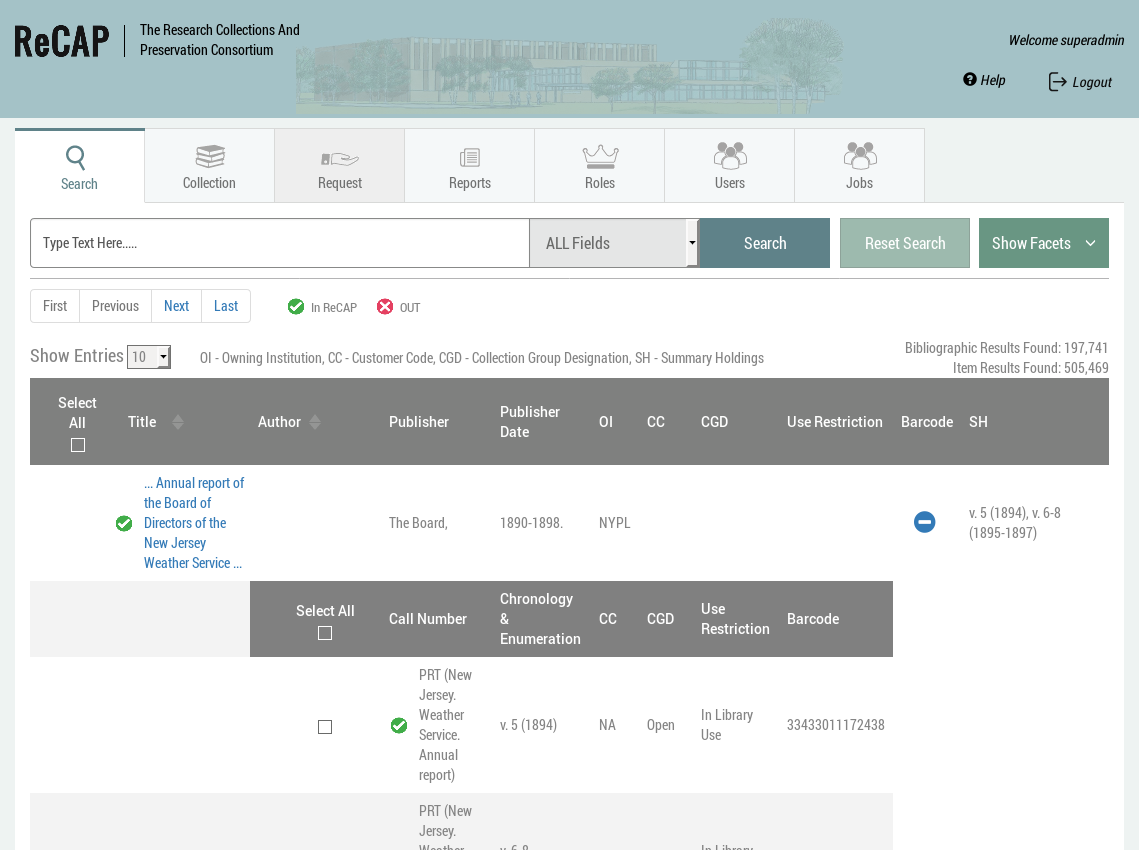 ReCAP
The Research Collections And
Preservation Consortium
Welcome superadmin
Help
Logout
Search
Collection
Request
Reports
Roles
Users
Jobs
Type Text Here.....
ALL Fields
Search
Reset Search
Show Facets
First
Previous
Next
Last
In ReCAP
OUT
Show Entries 10
OI - Owning Institution, CC - Customer Code, CGD - Collection Group Designation, SH - Summary Holdings
Bibliographic Results Found: 197,741
Item Results Found: 505,469
Select
All
Title
Author
Publisher
Publisher
Date
OI
CC
CGD
Use Restriction
Barcode
SH
... Annual report of
the Board of
Directors of the
New Jersey
Weather Service ...
The Board,
1890-1898.
NYPL
v. 5 (1894), v. 6-8
(1895-1897)
Select All
Call Number
Chronology
&
Enumeration
CC
CGD
Use
Restriction
Barcode
PRT (New
Jersey.
Weather
Service.
Annual
report)
v. 5 (1894)
NA
Open
In Library
Use
33433011172438
PRT (New
Jersey.
Weather
v. 6-8
In Library